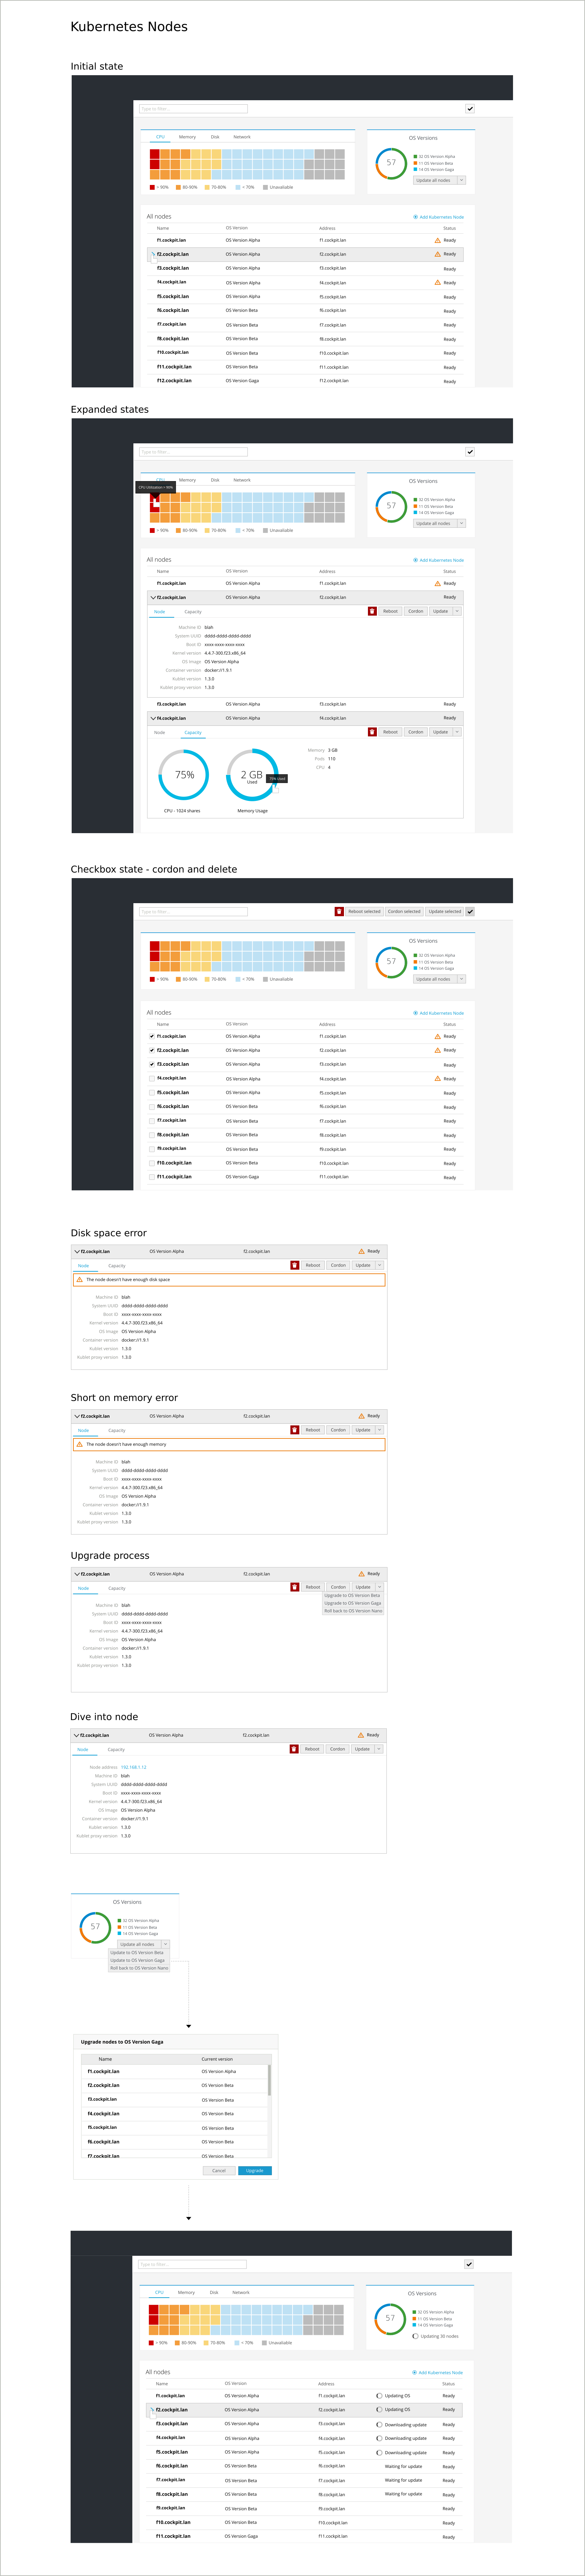 Kubernetes Nodes
Initial state
Type to filter...
CPU Memory Disk Network
> 90% 80-90% 70-80% < 70% Unavailable
OS Versions
57
32 OS Version Alpha
11 OS Version Beta
14 OS Version Gaga
Update all nodes
All nodes
Add Kubernetes Node
Name OS Version Address Status
f1.cockpit.lan OS Version Alpha f1.cockpit.lan Ready
f2.cockpit.lan OS Version Alpha f2.cockpit.lan Ready
f3.cockpit.lan OS Version Alpha f3.cockpit.lan Ready
f4.cockpit.lan OS Version Alpha f4.cockpit.lan Ready
f5.cockpit.lan OS Version Alpha f5.cockpit.lan Ready
f6.cockpit.lan OS Version Beta f6.cockpit.lan Ready
f7.cockpit.lan OS Version Beta f7.cockpit.lan Ready
f8.cockpit.lan OS Version Beta f8.cockpit.lan Ready
f10.cockpit.lan OS Version Beta f10.cockpit.lan Ready
f11.cockpit.lan OS Version Beta f11.cockpit.lan Ready
f12.cockpit.lan OS Version Gaga f12.cockpit.lan Ready
Expanded states
Type to filter...
CPU Memory Disk Network
CPU Utilization > 90%
> 90% 80-90% 70-80% < 70% Unavailable
OS Versions
57
32 OS Version Alpha
11 OS Version Beta
14 OS Version Gaga
Update all nodes
All nodes
Add Kubernetes Node
Name OS Version Address Status
f1.cockpit.lan OS Version Alpha f1.cockpit.lan Ready
f2.cockpit.lan OS Version Alpha f2.cockpit.lan Ready
Node Capacity Reboot Cordon Update
Machine ID blah
System UUID dddd-dddd-dddd-dddd
Boot ID xxxx-xxxx-xxxx-xxxx
Kernel version 4.4.7-300.f23.x86_64
OS Image OS Version Alpha
Container version docker://1.9.1
Kublet version 1.3.0
Kublet proxy version 1.3.0
f3.cockpit.lan OS Version Alpha f3.cockpit.lan Ready
f4.cockpit.lan OS Version Alpha f4.cockpit.lan Ready
Node Capacity Reboot Cordon Update
75%
CPU - 1024 shares
2 GB
Used
75% Used
Memory Usage
Memory 3 GB
Pods 110
CPU 4
Checkbox state - cordon and delete
Type to filter...
Reboot selected Cordon selected Update selected
> 90% 80-90% 70-80% < 70% Unavailable
OS Versions
57
32 OS Version Alpha
11 OS Version Beta
14 OS Version Gaga
Update all nodes
All nodes
Add Kubernetes Node
Name OS Version Address Status
f1.cockpit.lan OS Version Alpha f1.cockpit.lan Ready
f2.cockpit.lan OS Version Alpha f2.cockpit.lan Ready
f3.cockpit.lan OS Version Alpha f3.cockpit.lan Ready
f4.cockpit.lan OS Version Alpha f4.cockpit.lan Ready
f5.cockpit.lan OS Version Alpha f5.cockpit.lan Ready
f6.cockpit.lan OS Version Beta f6.cockpit.lan Ready
f7.cockpit.lan OS Version Beta f7.cockpit.lan Ready
f8.cockpit.lan OS Version Beta f8.cockpit.lan Ready
f9.cockpit.lan OS Version Beta f9.cockpit.lan Ready
f10.cockpit.lan OS Version Beta f10.cockpit.lan Ready
f11.cockpit.lan OS Version Gaga f11.cockpit.lan Ready
Disk space error
f2.cockpit.lan OS Version Alpha f2.cockpit.lan Ready
Node Capacity Reboot Cordon Update
The node doesn't have enough disk space
Machine ID blah
System UUID dddd-dddd-dddd-dddd
Boot ID xxxx-xxxx-xxxx-xxxx
Kernel version 4.4.7-300.f23.x86_64
OS Image OS Version Alpha
Container version docker://1.9.1
Kublet version 1.3.0
Kublet proxy version 1.3.0
Short on memory error
f2.cockpit.lan OS Version Alpha f2.cockpit.lan Ready
Node Capacity Reboot Cordon Update
The node doesn't have enough memory
Machine ID blah
System UUID dddd-dddd-dddd-dddd
Boot ID xxxx-xxxx-xxxx-xxxx
Kernel version 4.4.7-300.f23.x86_64
OS Image OS Version Alpha
Container version docker://1.9.1
Kublet version 1.3.0
Kublet proxy version 1.3.0
Upgrade process
f2.cockpit.lan OS Version Alpha f2.cockpit.lan Ready
Node Capacity Reboot Cordon Update
Upgrade to OS Version Beta
Upgrade to OS Version Gaga
Roll back to OS Version Nano
Machine ID blah
System UUID dddd-dddd-dddd-dddd
Boot ID xxxx-xxxx-xxxx-xxxx
Kernel version 4.4.7-300.f23.x86_64
OS Image OS Version Alpha
Container version docker://1.9.1
Kublet version 1.3.0
Kublet proxy version 1.3.0
Dive into node
f2.cockpit.lan OS Version Alpha f2.cockpit.lan Ready
Node Capacity Reboot Cordon Update
Node address 192.168.1.12
Machine ID blah
System UUID dddd-dddd-dddd-dddd
Boot ID xxxx-xxxx-xxxx-xxxx
Kernel version 4.4.7-300.f23.x86_64
OS Image OS Version Alpha
Container version docker://1.9.1
Kublet version 1.3.0
Kublet proxy version 1.3.0
OS Versions
57
32 OS Version Alpha
11 OS Version Beta
14 OS Version Gaga
Update all nodes
Update to OS Version Beta
Upgrade to OS Version Gaga
Roll back to OS Version Nano
Upgrade nodes to OS Version Gaga
Name Current version
f1.cockpit.lan OS Version Alpha
f2.cockpit.lan OS Version Beta
f3.cockpit.lan OS Version Beta
f4.cockpit.lan OS Version Beta
f5.cockpit.lan OS Version Beta
f6.cockpit.lan OS Version Beta
f7.cockpit.lan OS Version Beta
Cancel Upgrade
Type to filter...
CPU Memory Disk Network
> 90% 80-90% 70-80% < 70% Unavailable
OS Versions
57
32 OS Version Alpha
11 OS Version Beta
14 OS Version Gaga
Updating 30 nodes
All nodes
Add Kubernetes Node
Name OS Version Address Status
f1.cockpit.lan OS Version Alpha f1.cockpit.lan Updating OS Ready
f2.cockpit.lan OS Version Alpha f2.cockpit.lan Updating OS Ready
f3.cockpit.lan OS Version Alpha f3.cockpit.lan Downloading update Ready
f4.cockpit.lan OS Version Alpha f4.cockpit.lan Downloading update Ready
f5.cockpit.lan OS Version Alpha f5.cockpit.lan Downloading update Ready
f6.cockpit.lan OS Version Beta f6.cockpit.lan Waiting for update Ready
f7.cockpit.lan OS Version Beta f7.cockpit.lan Waiting for update Ready
f8.cockpit.lan OS Version Beta f8.cockpit.lan Waiting for update Ready
f9.cockpit.lan OS Version Beta f9.cockpit.lan Ready
f10.cockpit.lan OS Version Beta f10.cockpit.lan Ready
f11.cockpit.lan OS Version Gaga f11.cockpit.lan Ready